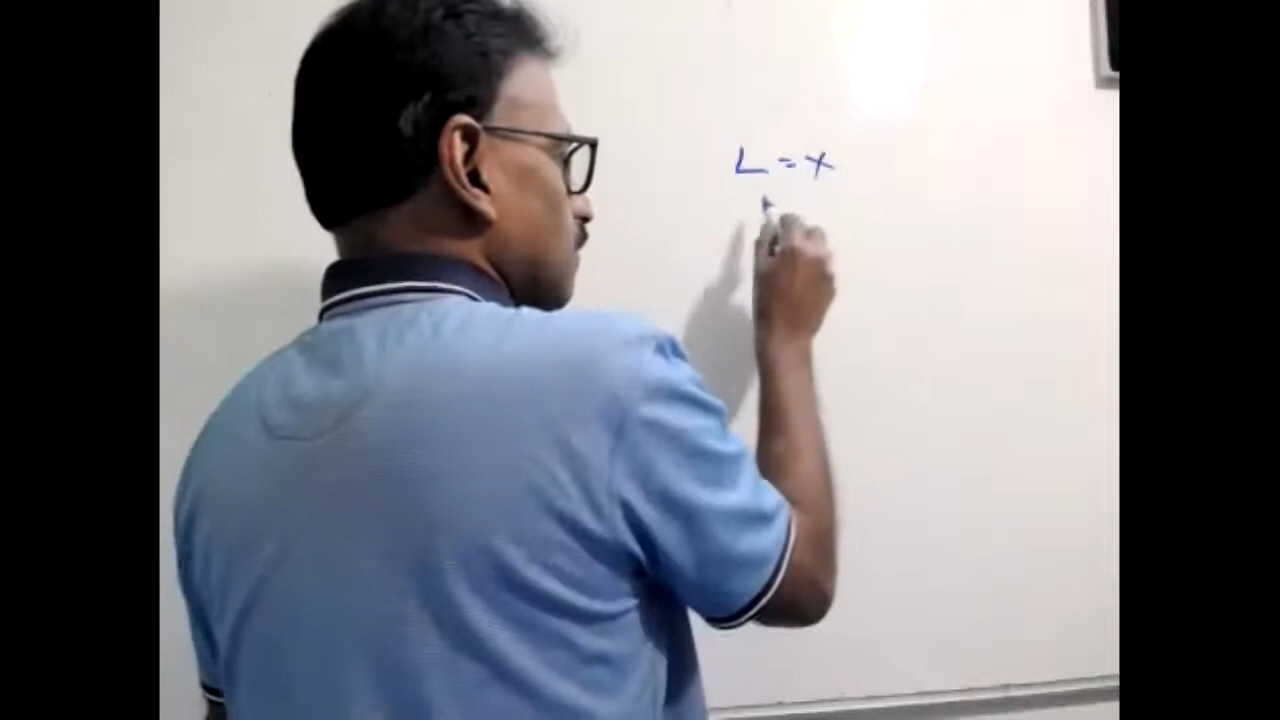 L = x